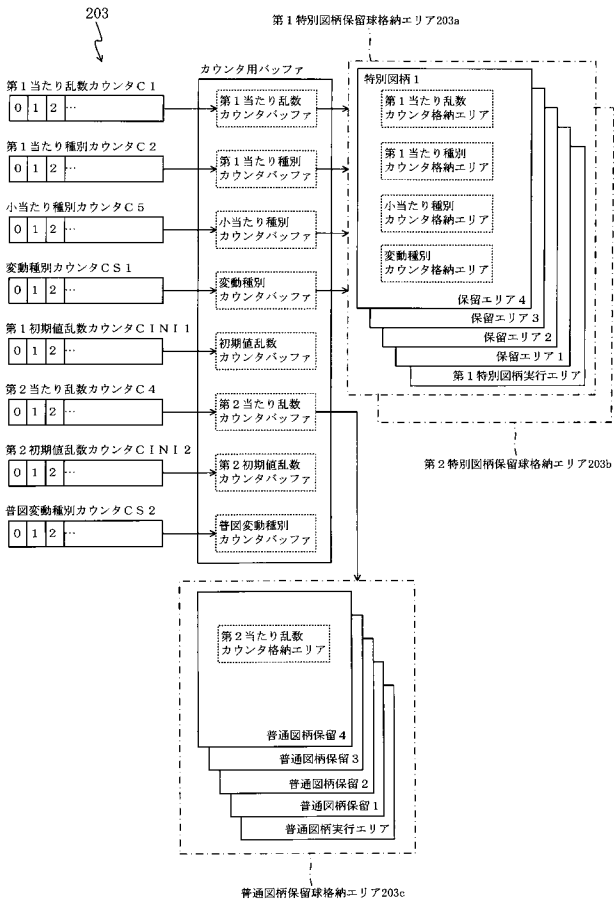 203
第1特別図柄保留球格納エリア203a
カウンタ用バッファ
特別図柄1
第1当たり乱数カウンタC1
0 1 2 …
第1当たり乱数
カウンタバッファ
第1当たり乱数
カウンタ格納エリア
第1当たり種別カウンタC2
0 1 2 …
第1当たり種別
カウンタバッファ
第1当たり種別
カウンタ格納エリア
小当たり種別カウンタC5
0 1 2 …
小当たり種別
カウンタバッファ
小当たり種別
カウンタ格納エリア
変動種別カウンタCS1
0 1 2 …
変動種別
カウンタバッファ
変動種別
カウンタ格納エリア
保留エリア4
保留エリア3
保留エリア2
保留エリア1
第1特別図柄実行エリア
第1初期値乱数カウンタCINI1
0 1 2 …
初期値乱数
カウンタバッファ
第2当たり乱数カウンタC4
0 1 2 …
第2当たり乱数
カウンタバッファ
第2特別図柄保留球格納エリア203b
第2初期値乱数カウンタCINI2
0 1 2 …
第2初期値乱数
カウンタバッファ
普図変動種別カウンタCS2
0 1 2 …
普図変動種別
カウンタバッファ
第2当たり乱数
カウンタ格納エリア
普通図柄保留4
普通図柄保留3
普通図柄保留2
普通図柄保留1
普通図柄実行エリア
普通図柄保留球格納エリア203c